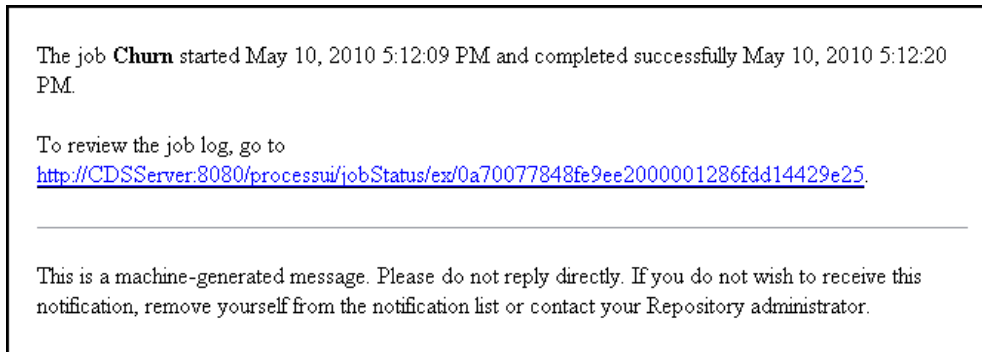 The job Churn started May 10, 2010 5:12:09 PM and completed successfully May 10, 2010 5:12:20
PM.
To review the job log, go to
http://CDSServer:8080/processui/jobStatus/ex/0a70077848fe9ee2000001286fdd14429e25.
This is a machine-generated message. Please do not reply directly. If you do not wish to receive this
notification, remove yourself from the notification list or contact your Repository administrator.